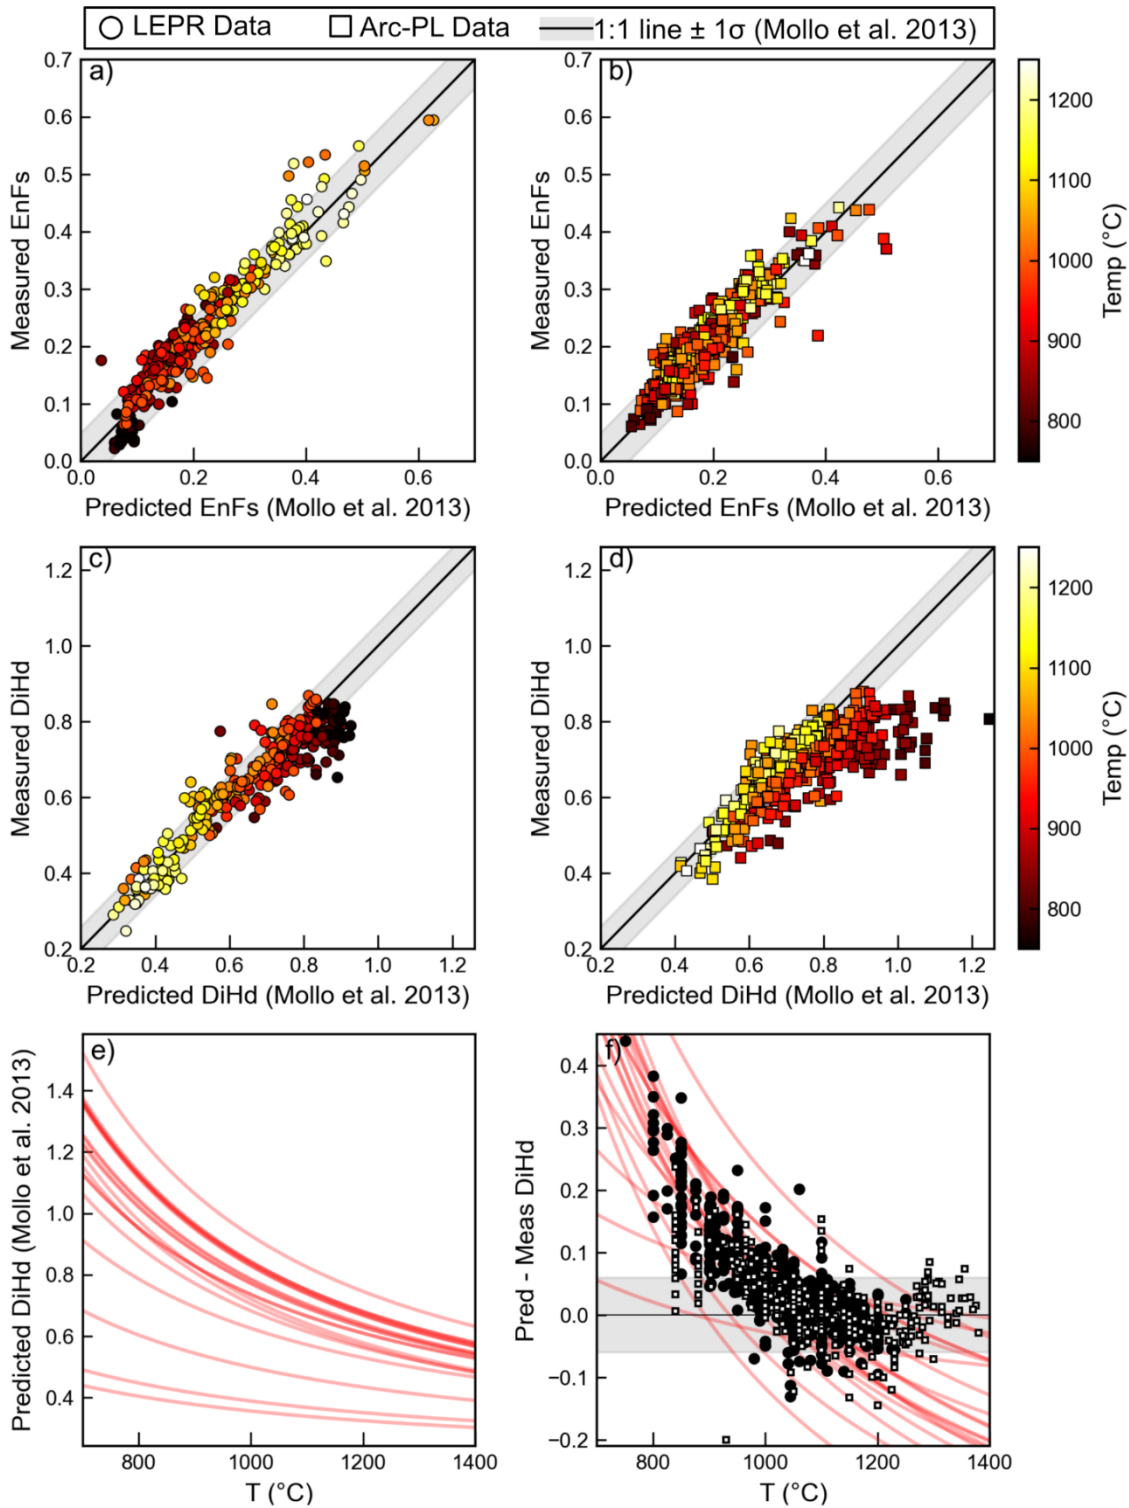 LEPR Data Arc-PL Data 1:1 line ± 1σ (Mollo et al. 2013)
a)
0.7
0.6
0.5
0.4
0.3
0.2
0.1
0.0
Measured EnFs
0.0 0.2 0.4 0.6
Predicted EnFs (Mollo et al. 2013)
b)
0.7
0.6
0.5
0.4
0.3
0.2
0.1
0.0
Measured EnFs
0.0 0.2 0.4 0.6
Predicted EnFs (Mollo et al. 2013)
1200
1100
1000
900
800
Temp (°C)
c)
1.2
1.0
0.8
0.6
0.4
0.2
Measured DiHd
0.2 0.4 0.6 0.8 1.0 1.2
Predicted DiHd (Mollo et al. 2013)
d)
1.2
1.0
0.8
0.6
0.4
0.2
Measured DiHd
0.2 0.4 0.6 0.8 1.0 1.2
Predicted DiHd (Mollo et al. 2013)
1200
1100
1000
900
800
Temp (°C)
e)
1.4
1.2
1.0
0.8
0.6
0.4
Predicted DiHd (Mollo et al. 2013)
800 1000 1200 1400
T (°C)
f)
0.4
0.3
0.2
0.1
0.0
−0.1
−0.2
Pred - Meas DiHd
800 1000 1200 1400
T (°C)